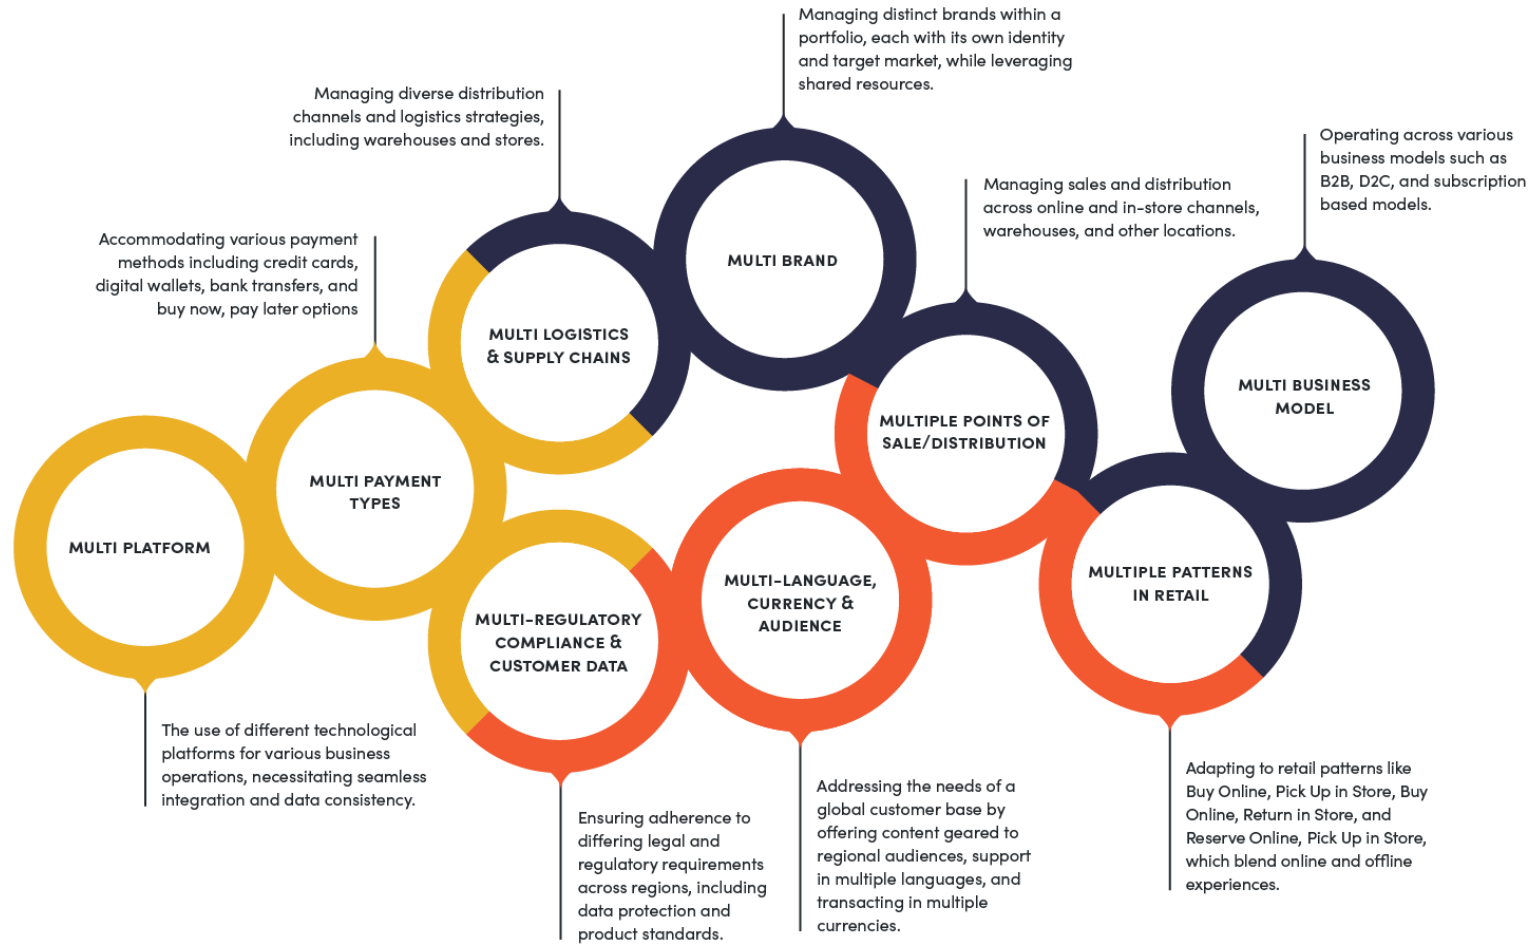 Managing distinct brands within a
portfolio, each with its own identity
and target market, while leveraging
shared resources.
Managing diverse distribution
channels and logistics strategies,
including warehouses and stores.
Operating across various
business models such as
B2B, D2C, and subscription
based models.
Managing sales and distribution
across online and in-store channels,
warehouses, and other locations.
Accommodating various payment
methods including credit cards,
digital wallets, bank transfers, and
buy now, pay later options
MULTI BRAND
MULTI LOGISTICS
& SUPPLY CHAINS
MULTI BUSINESS
MODEL
MULTIPLE POINTS OF
SALE/DISTRIBUTION
MULTI PAYMENT
TYPES
MULTI PLATFORM
MULTI-LANGUAGE,
CURRENCY &
AUDIENCE
MULTIPLE PATTERNS
IN RETAIL
MULTI-REGULATORY
COMPLIANCE &
CUSTOMER DATA
The use of different technological
platforms for various business
operations, necessitating seamless
integration and data consistency.
Ensuring adherence to
differing legal and
regulatory requirements
across regions, including
data protection and
product standards.
Addressing the needs of a
global customer base by
offering content geared to
regional audiences, support
in multiple languages, and
transacting in multiple
currencies.
Adapting to retail patterns like
Buy Online, Pick Up in Store, Buy
Online, Return in Store, and
Reserve Online, Pick Up in Store,
which blend online and offline
experiences.